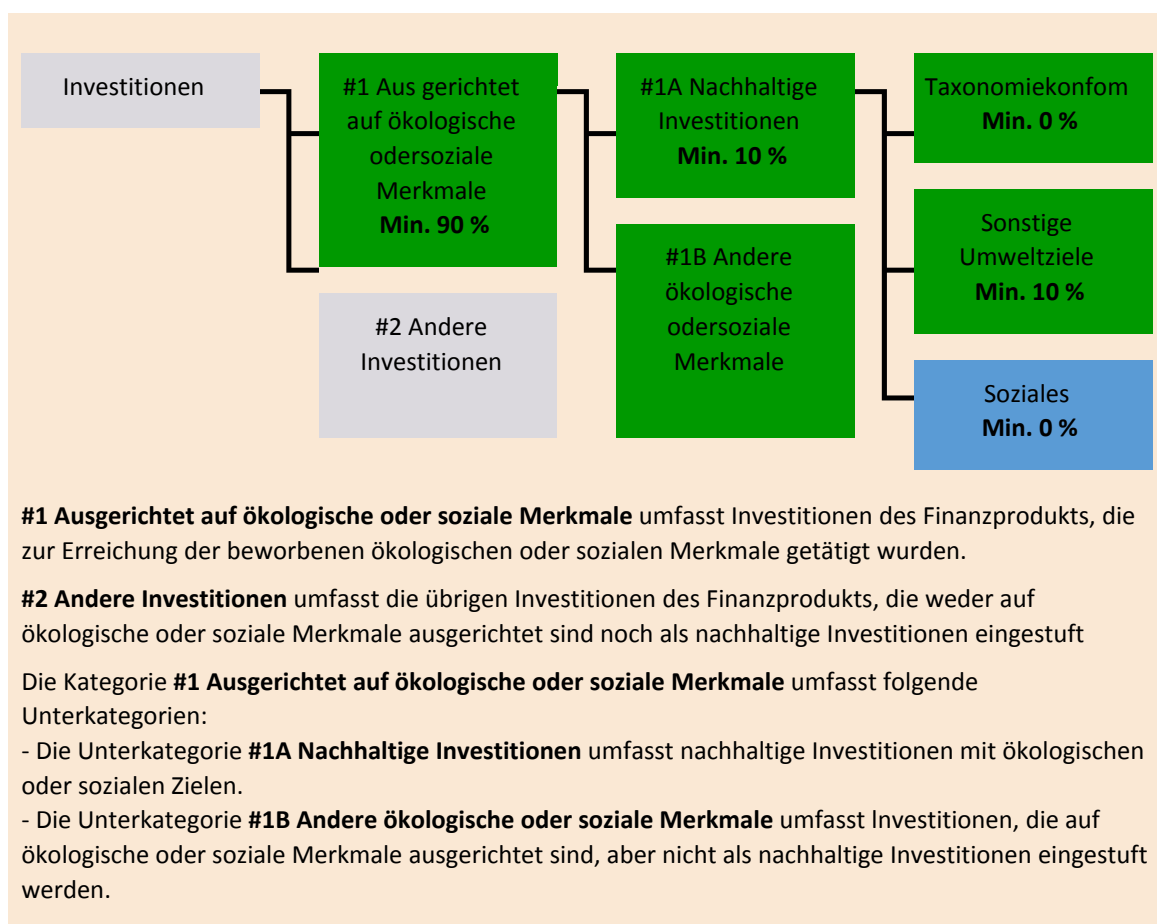 Investitionen
#1 Aus gerichtet
auf ökologische
odersoziale
Merkmale
Min. 90 %
#2 Andere
Investitionen
#1A Nachhaltige
Investitionen
Min. 10 %
#1B Andere
ökologische
odersoziale
Merkmale
Taxonomiekonfom
Min. 0 %
Sonstige
Umweltziele
Min. 10 %
Soziales
Min. 0 %
#1 Ausgerichtet auf ökologische oder soziale Merkmale umfasst Investitionen des Finanzprodukts, die
zur Erreichung der beworbenen ökologischen oder sozialen Merkmale getätigt wurden.
#2 Andere Investitionen umfasst die übrigen Investitionen des Finanzprodukts, die weder auf
ökologische oder soziale Merkmale ausgerichtet sind noch als nachhaltige Investitionen eingestuft
Die Kategorie #1 Ausgerichtet auf ökologische oder soziale Merkmale umfasst folgende
Unterkategorien:
- Die Unterkategorie #1A Nachhaltige Investitionen umfasst nachhaltige Investitionen mit ökologischen
oder sozialen Zielen.
- Die Unterkategorie #1B Andere ökologische oder soziale Merkmale umfasst lnvestitionen, die auf
ökologische oder soziale Merkmale ausgerichtet sind, aber nicht als nachhaltige Investitionen eingestuft
werden.